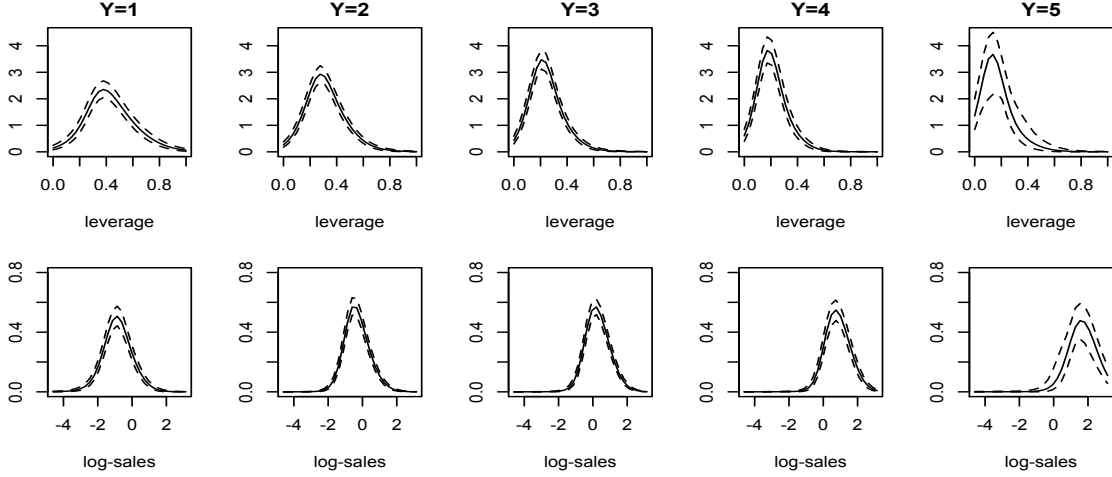 Y=1 Y=2 Y=3 Y=4 Y=5
4 4 4 4 4
3 3 3 3 3
2 2 2 2 2
1 1 1 1 1
0 0 0 0 0
0.0 0.4 0.8 0.0 0.4 0.8 0.0 0.4 0.8 0.0 0.4 0.8 0.0 0.4 0.8
leverage leverage leverage leverage leverage
0.8 0.8 0.8 0.8 0.8
0.4 0.4 0.4 0.4 0.4
0.0 0.0 0.0 0.0 0.0
-4 -2 0 2 -4 -2 0 2 -4 -2 0 2 -4 -2 0 2 -4 -2 0 2
log-sales log-sales log-sales log-sales log-sales